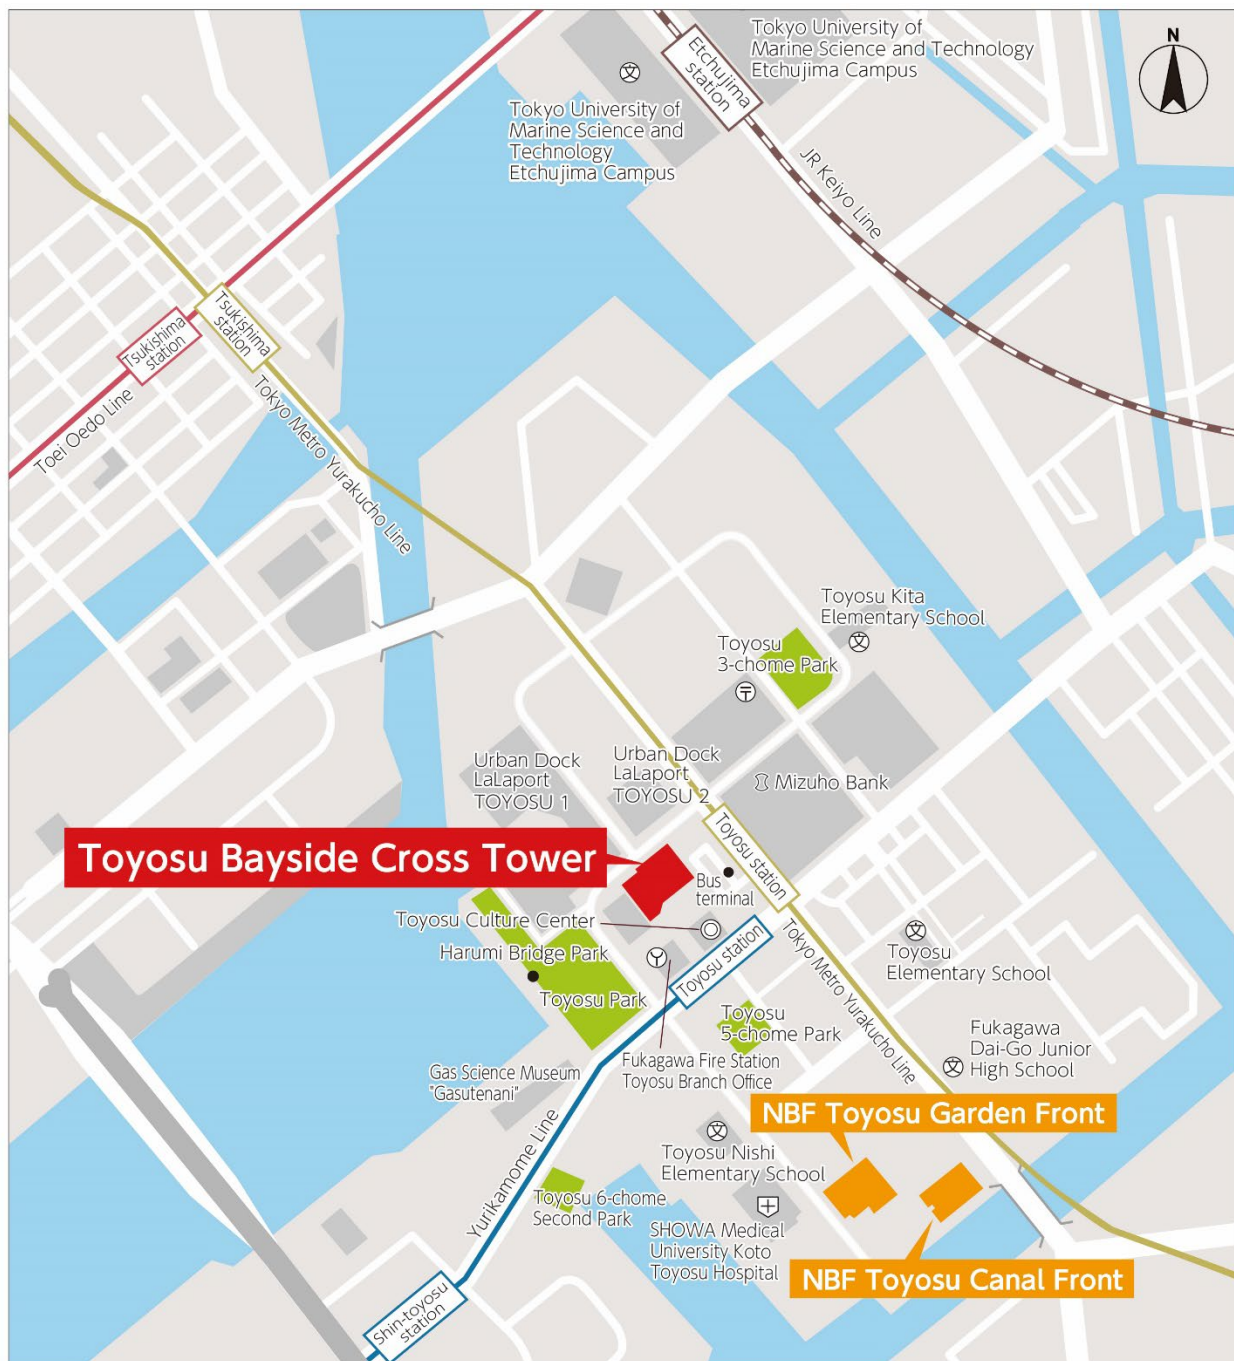 Tokyo University of
Marine Science and Technology
Etchujima Campus
N
Etchujima
station
Tokyo University of
Marine Science and
Technology
Etchujima Campus
文
JR Keiyo Line
Tsukishima
station
Tsukishima
station
Toei Oedo Line
Tokyo Metro Yurakucho Line
Toyosu Kita
Elementary School
文
Toyosu
3-chome Park
〒
Urban Dock
LaLaport
TOYOSU 1
Urban Dock
LaLaport
TOYOSU 2
Mizuho Bank
Toyosu Bayside Cross Tower
Toyosu station
Bus
terminal
Toyosu Culture Center
Harumi Bridge Park
Toyosu Park
Toyosu station
Tokyo Metro Yurakucho Line
文
Toyosu
Elementary School
Toyosu
5-chome Park
Fukagawa Fire Station
Toyosu Branch Office
Fukagawa
Dai-Go Junior
High School
文
Gas Science Museum
"Gasutenani"
NBF Toyosu Garden Front
Yurikamome Line
文
Toyosu Nishi
Elementary School
Toyosu 6-chome
Second Park
SHOWA Medical
University Koto
Toyosu Hospital
NBF Toyosu Canal Front
Shin-toyosu
station